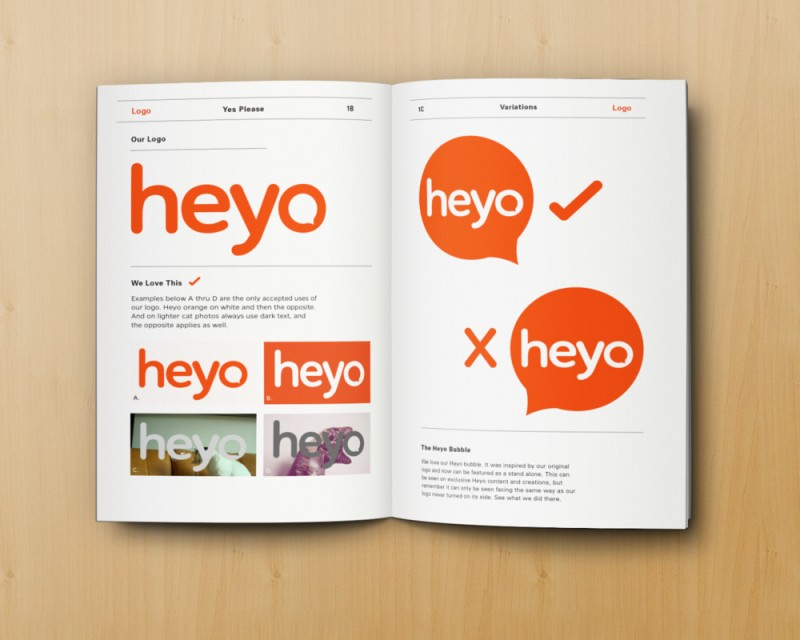 Logo Yes Please 1B
Our Logo
heyo
We Love This
Examples below A thru D are the only accepted uses of
our logo. Heyo orange on white and then the opposite.
And on lighter cat photos always use dark text, and
the opposite applies as well.
heyo
A.
heyo
B.
heyo
C.
heyo
1C Variations Logo
heyo
X heyo
The Heyo Bubble
We love our Heyo bubble. It was inspired by our original
logo and now can be featured as a stand alone. This can
be seen on exclusive Heyo content and creations, but
remember it can only be seen facing the same way as our
logo never turned on its side. See what we did there.